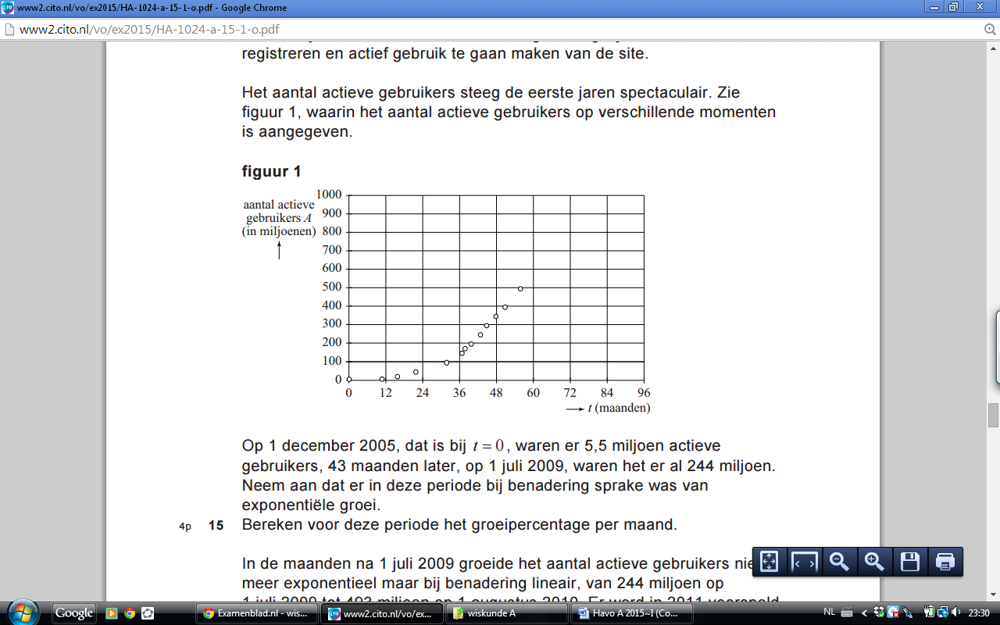 www2.cito.nl/vo/ex2015/HA-1024-a-15-1-o.pdf - Google Chrome
www2.cito.nl/vo/ex2015/HA-1024-a-15-1-o.pdf
registreren en actief gebruik te gaan maken van de site.
Het aantal actieve gebruikers steeg de eerste jaren spectaculair. Zie
figuur 1, waarin het aantal actieve gebruikers op verschillende momenten
is aangegeven.
figuur 1
aantal actieve
gebruikers A
(in miljoenen)
1000
900
800
700
600
500
400
300
200
100
0
0 12 24 36 48 60 72 84 96
t (maanden)
Op 1 december 2005, dat is bij t = 0, waren er 5,5 miljoen actieve
gebruikers, 43 maanden later, op 1 juli 2009, waren het er al 244 miljoen.
Neem aan dat er in deze periode bij benadering sprake was van
exponentiële groei.
4p 15 Bereken voor deze periode het groeipercentage per maand.
In de maanden na 1 juli 2009 groeide het aantal actieve gebruikers nie
meer exponentieel maar bij benadering lineair, van 244 miljoen op
1 juli 2009 tot 403 miljoen op 1 augustus 2010. Er werd in 2011 voorspeld
Google
Examenblad.nl - wis...
www2.cito.nl/vo/ex...
wiskunde A
Havo A 2015~I (Co...
NL
23:30